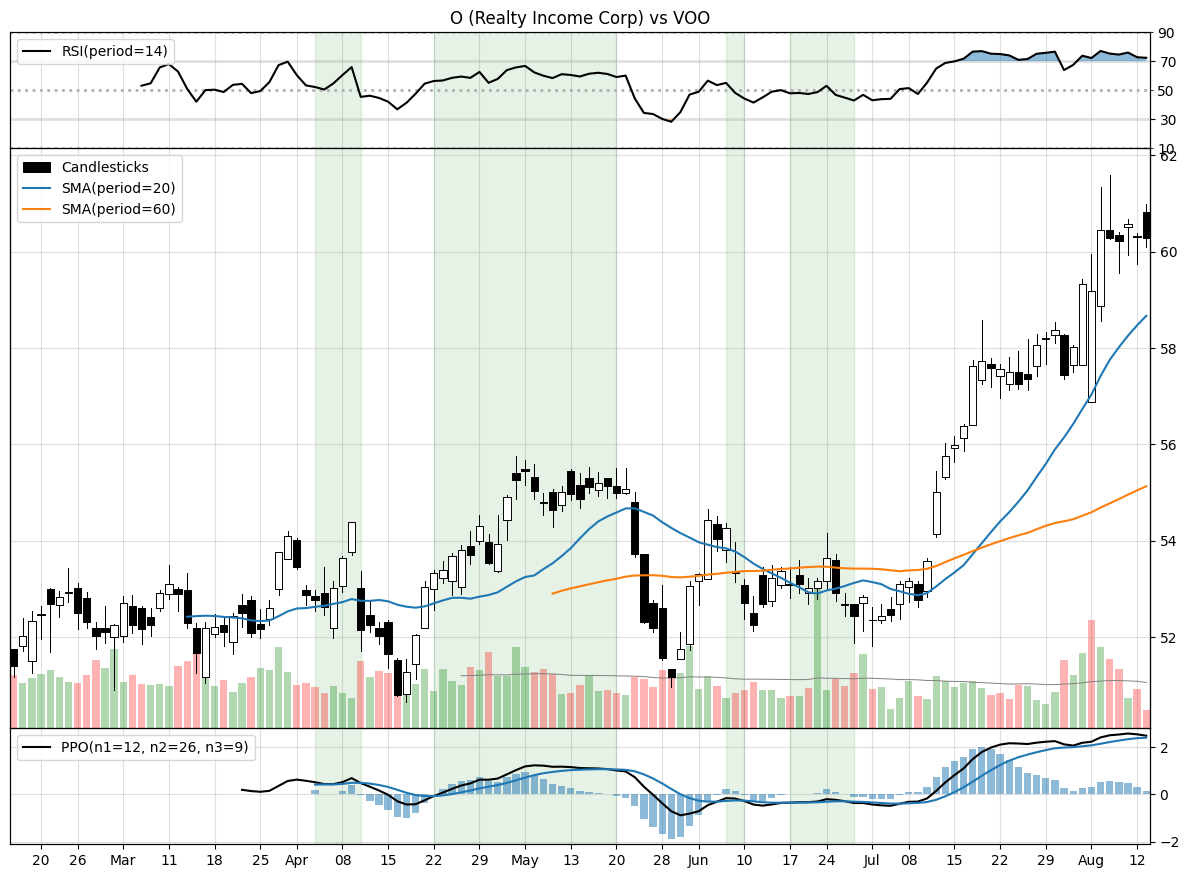 O (Realty Income Corp) vs VOO
RSI(period=14)
90
70
50
30
10
Candlesticks
SMA(period=20)
SMA(period=60)
62
60
58
56
54
52
PPO(n1=12, n2=26, n3=9)
2
0
−2
20 26 Mar 11 18 25 Apr 08 15 22 29 May 13 20 28 Jun 10 17 24 Jul 08 15 22 29 Aug 12